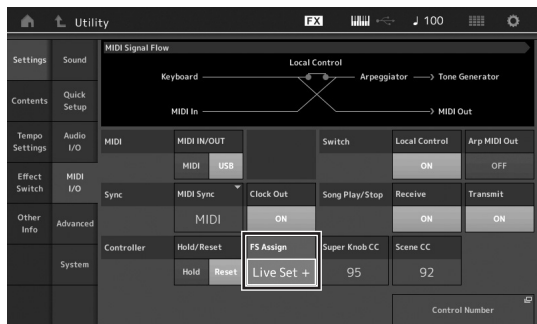 Utility
FX
♩ 100
Settings
Contents
Tempo
Settings
Effect
Switch
Other
Info
Sound
Quick
Setup
Audio
I/O
MIDI
I/O
Advanced
System
MIDI Signal Flow
Local Control
Keyboard
Arpeggiator
Tone Generator
MIDI In
MIDI Out
MIDI
MIDI IN/OUT
MIDI
USB
Switch
Local Control
ON
Arp MIDI Out
OFF
Sync
MIDI Sync
MIDI
Clock Out
ON
Song Play/Stop
Receive
ON
Transmit
ON
Controller
Hold/Reset
Hold
Reset
FS Assign
Live Set +
Super Knob CC
95
Scene CC
92
Control Number